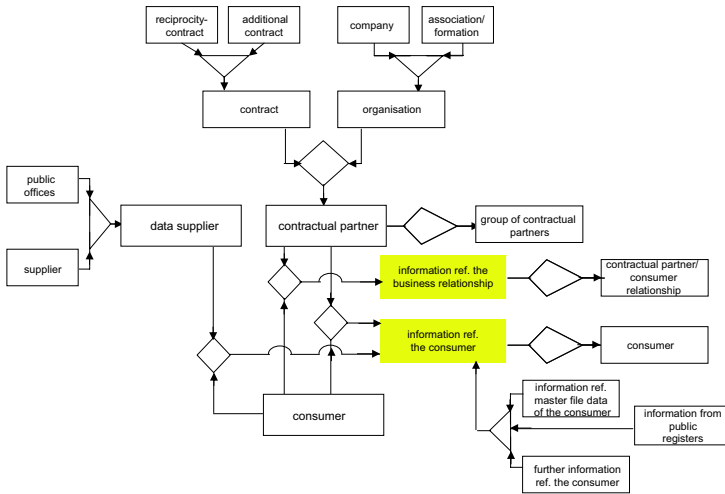 reciprocity-
contract
additional
contract
company
association/
formation
contract
organisation
public
offices
data supplier
contractual partner
group of contractual
partners
supplier
information ref. the
business relationship
contractual partner/
consumer
relationship
information ref.
the consumer
consumer
consumer
information ref.
master file data
of the consumer
information from
public
registers
further information
ref. the consumer